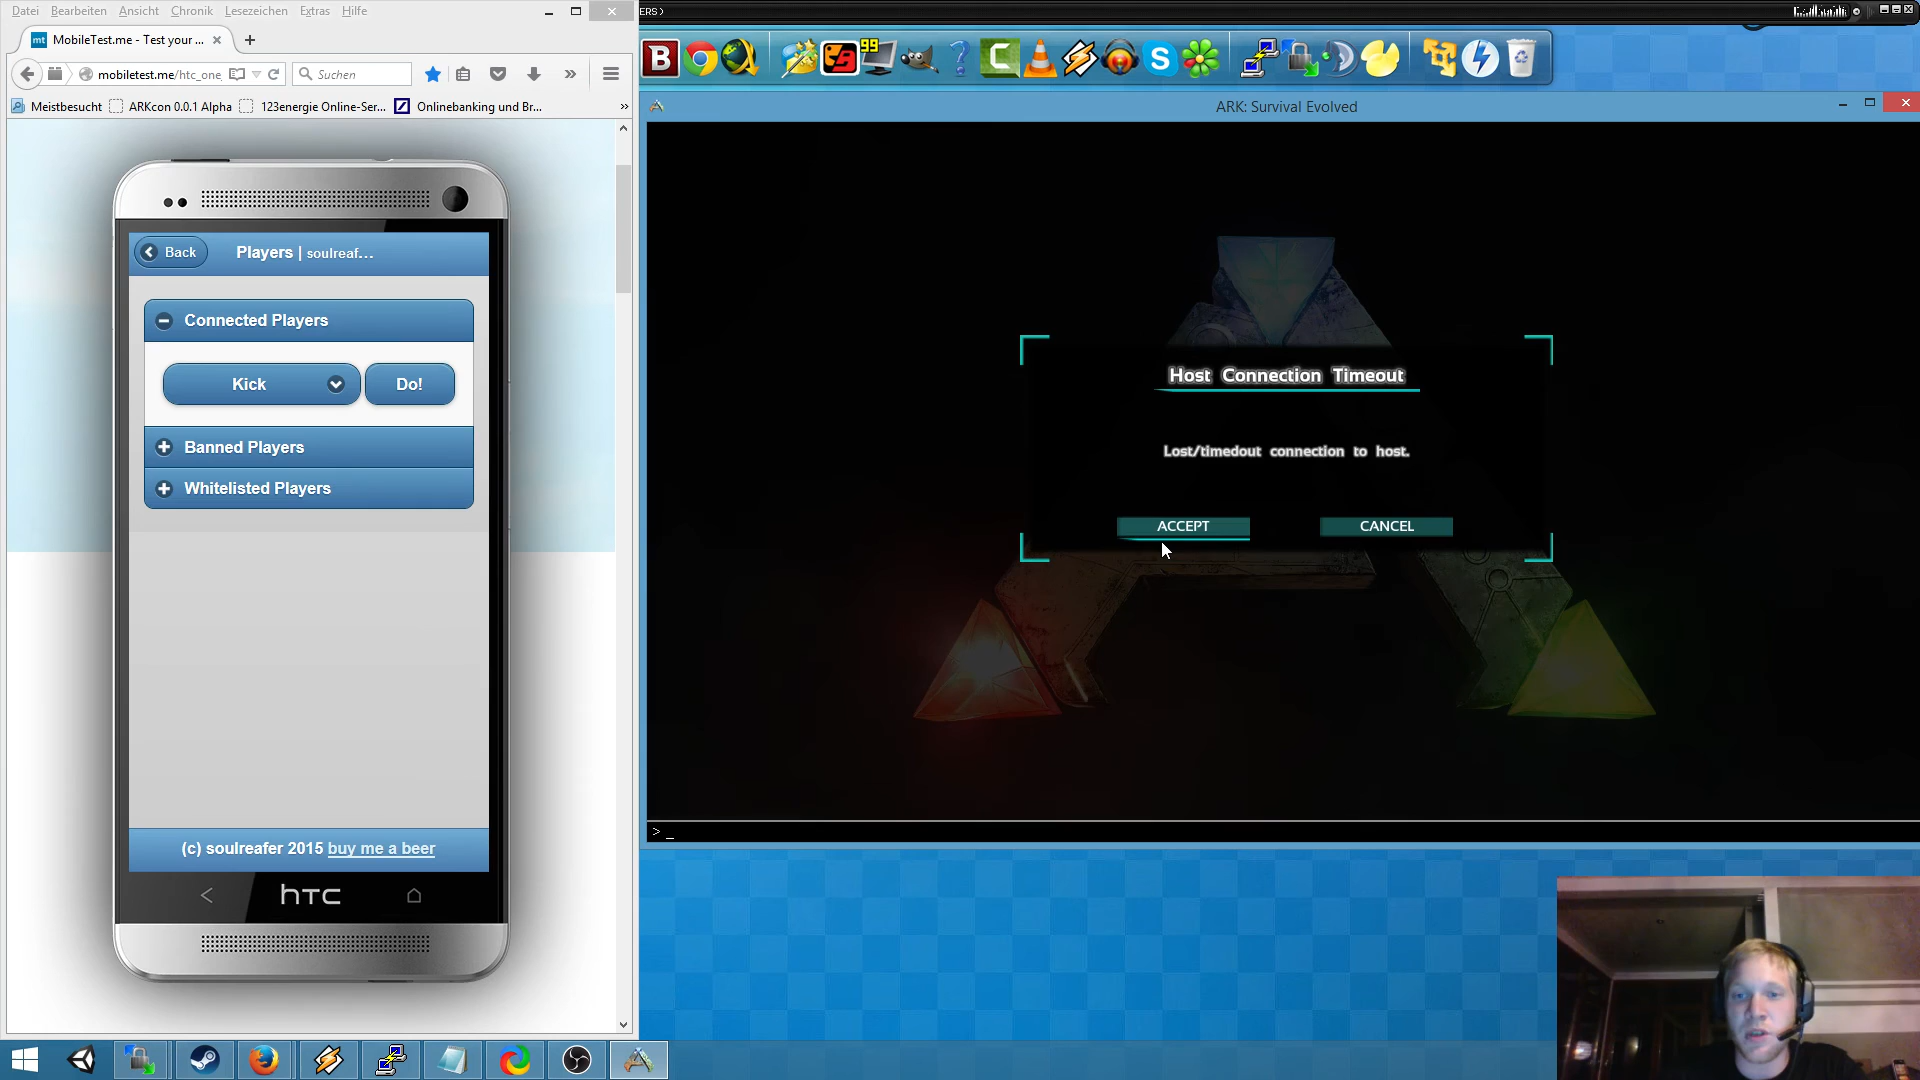 Datei Bearbeiten Ansicht Chronik Lesezeichen Extras Hilfe
mt MobileTest.me - Test your ...
mobiletest.me/htc_one
Suchen
Meistbesucht ARKcon 0.0.1 Alpha 123energie Online-Ser... Onlinebanking und Br... »
Back Players | soulreaf...
Connected Players
Kick Do!
Banned Players
Whitelisted Players
(c) soulreafer 2015 buy me a beer
hTC
ERS)
B 99 C S
ARK: Survival Evolved
Host Connection Timeout
Lost/timedout connection to host.
ACCEPT CANCEL
> _